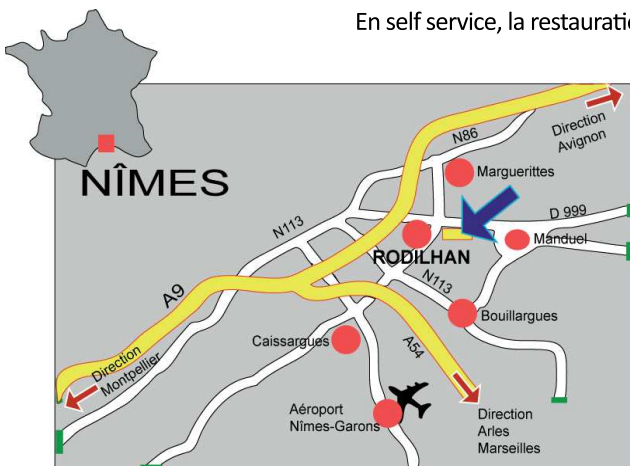 En self service, la restauratio
NÎMES
N86
Direction
Avignon
Marguerittes
D 999
N113
RODILHAN
Manduel
N113
A9
Bouillargues
Caissargues
A54
Direction
Montpellier
Aéroport
Nîmes-Garons
Direction
Arles
Marseilles